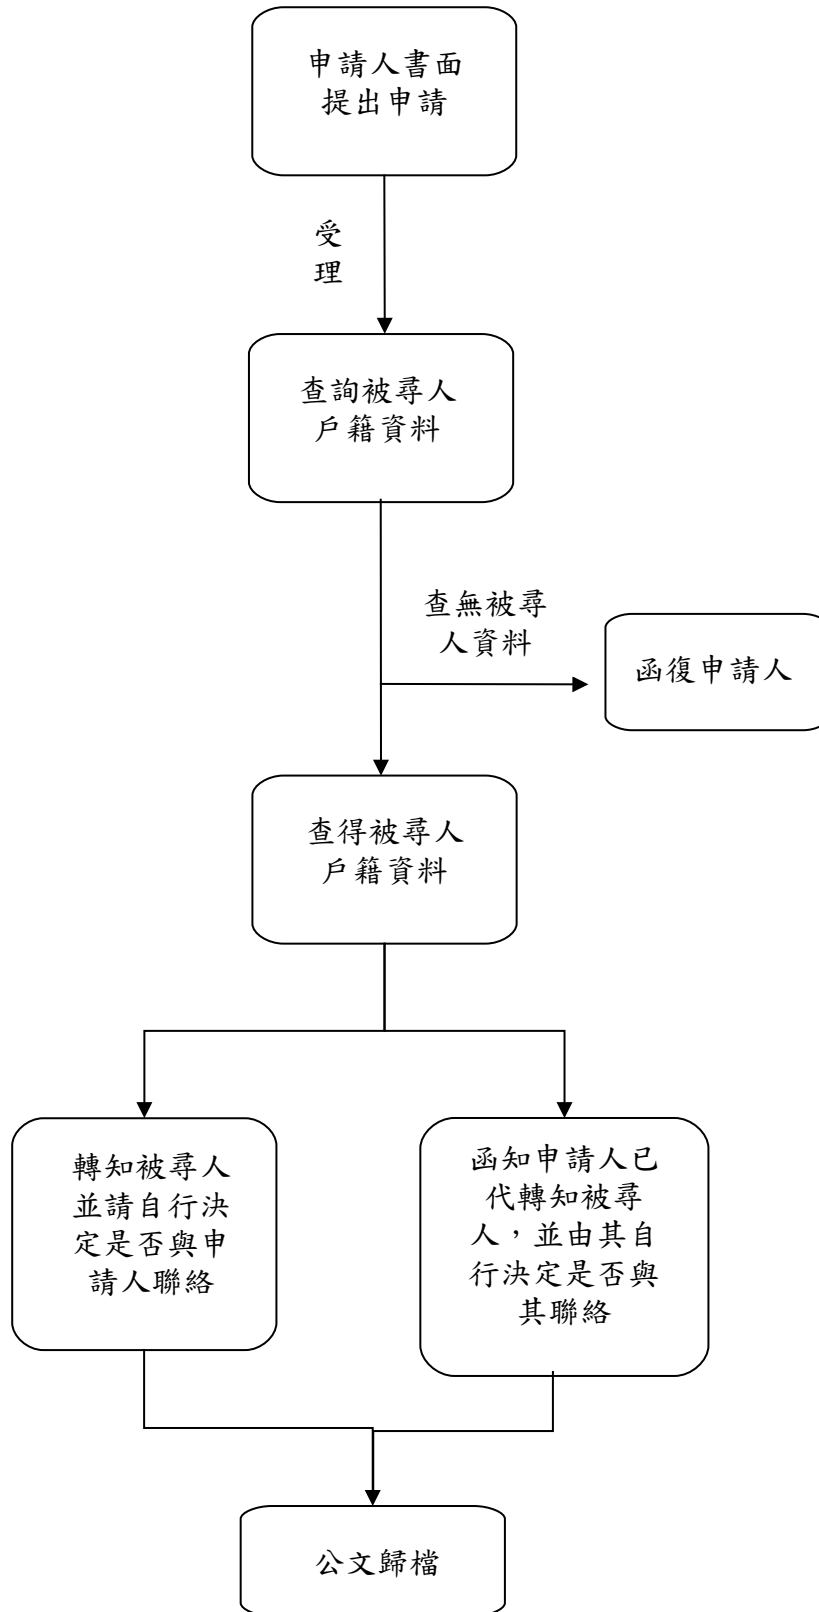 申請人書面
提出申請
受
理
查詢被尋人
戶籍資料
查無被尋
人資料
函復申請人
查得被尋人
戶籍資料
轉知被尋人
並請自行決
定是否與申
請人聯絡
函知申請人已
代轉知被尋
人，並由其自
行決定是否與
其聯絡
公文歸檔